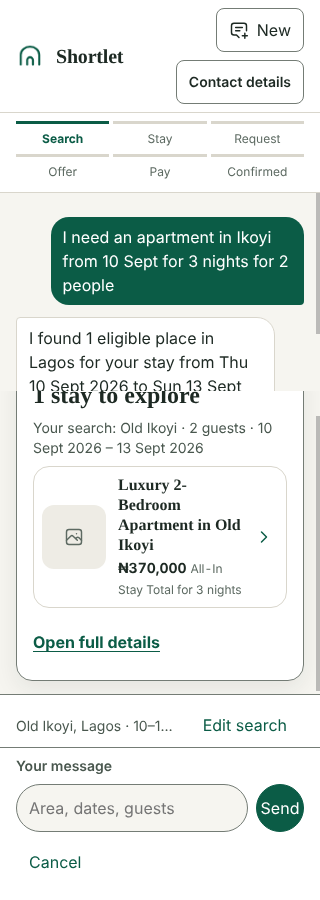 Shortlet
New
Contact details
Search
Stay
Request
Offer
Pay
Confirmed
I need an apartment in Ikoyi
from 10 Sept for 3 nights for 2
people
I found 1 eligible place in
Lagos for your stay from Thu
10 Sept 2026 to Sun 13 Sept
1 stay to explore
Your search: Old Ikoyi · 2 guests · 10
Sept 2026 – 13 Sept 2026
Luxury 2-
Bedroom
Apartment in Old
Ikoyi
₦370,000 All-In
Stay Total for 3 nights
Open full details
Old Ikoyi, Lagos · 10–1...
Edit search
Your message
Area, dates, guests
Send
Cancel